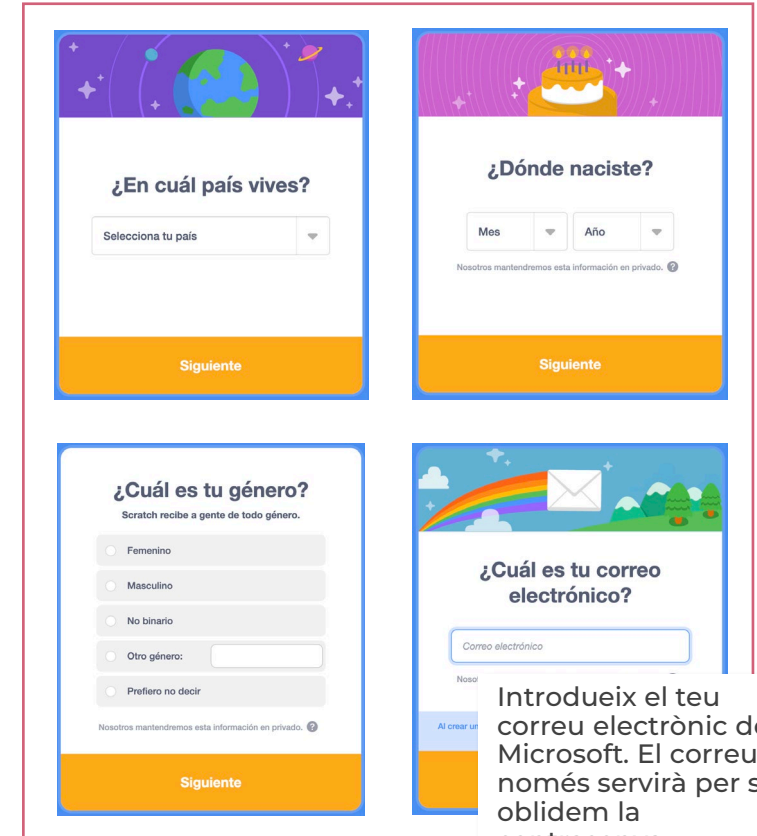 ¿En cuál país vives?
Selecciona tu país
Siguiente
¿Dónde naciste?
Mes
Año
Nosotros mantendremos esta información en privado.
Siguiente
¿Cuál es tu género?
Scratch recibe a gente de todo género.
Femenino
Masculino
No binario
Otro género:
Prefiero no decir
Nosotros mantendremos esta información en privado.
Siguiente
¿Cuál es tu correo
electrónico?
Correo electrónico
Al crear
Introdueix el teu
correu electrònic
Microsoft. El correu
només servirà per
oblidem la